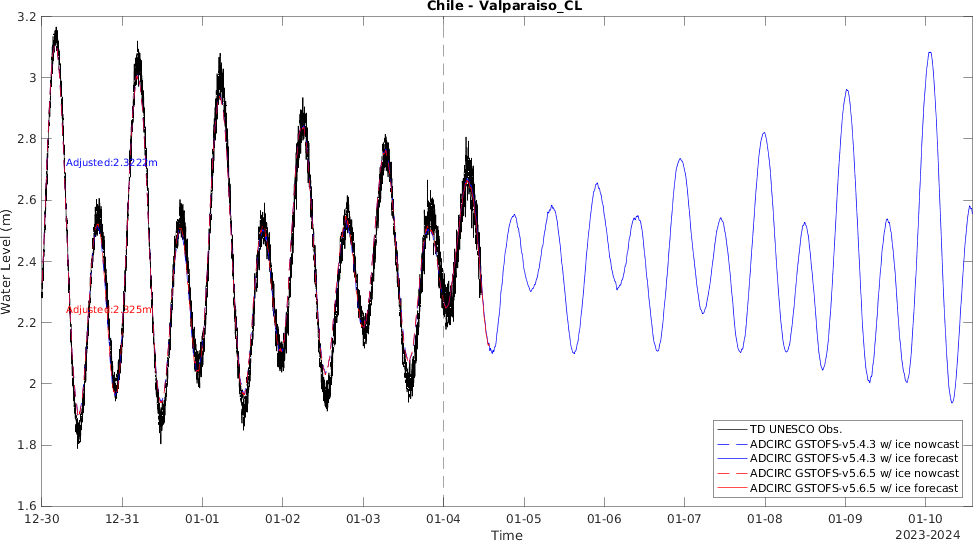 Chile - Valparaiso_CL
3.2
3
2.8
2.6
2.4
2.2
2
1.8
1.6
Water Level (m)
Adjusted:2.3222m
Adjusted:2.325m
TD UNESCO Obs.
ADCIRC GSTOFS-v5.4.3 w/ ice nowcast
ADCIRC GSTOFS-v5.4.3 w/ ice forecast
ADCIRC GSTOFS-v5.6.5 w/ ice nowcast
ADCIRC GSTOFS-v5.6.5 w/ ice forecast
12-30 12-31 01-01 01-02 01-03 01-04 01-05 01-06 01-07 01-08 01-09 01-10
Time
2023-2024